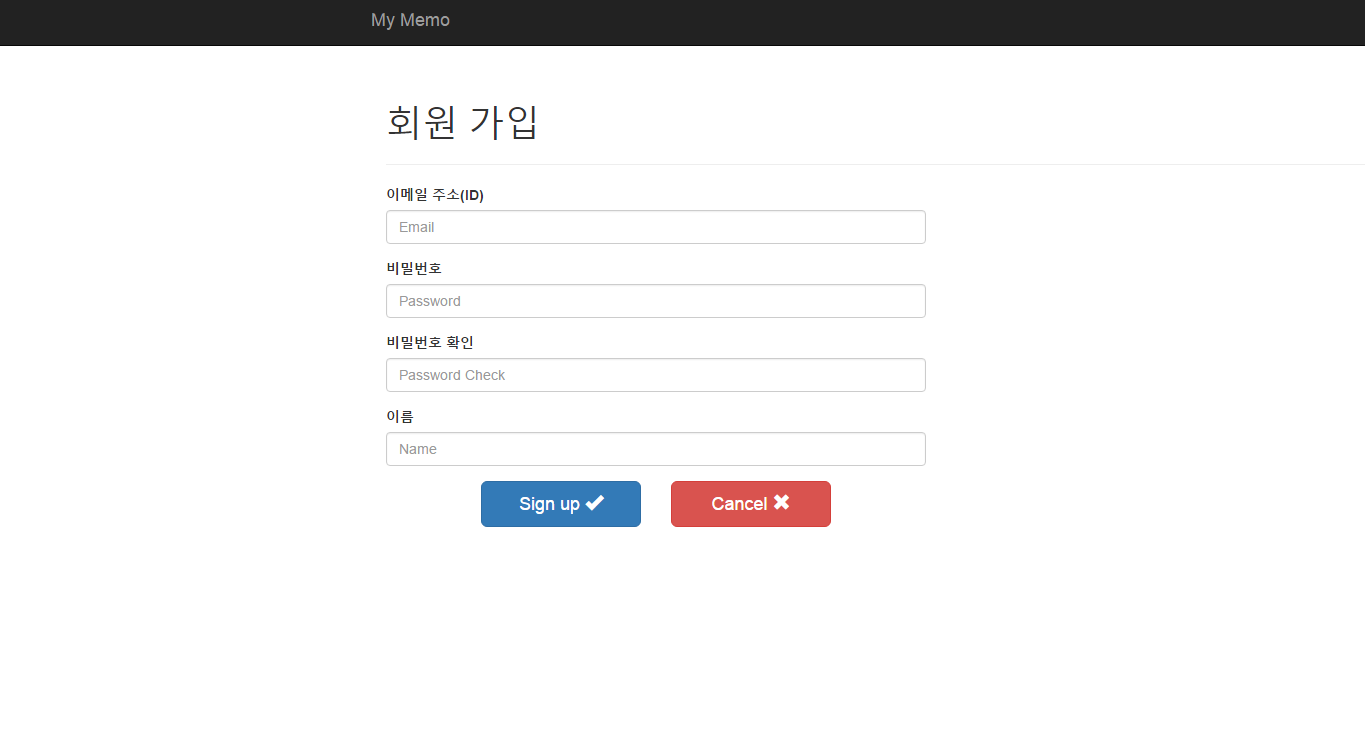 My Memo
회원 가입
이메일 주소(ID)
Email
비밀번호
Password
비밀번호 확인
Password Check
이름
Name
Sign up
Cancel